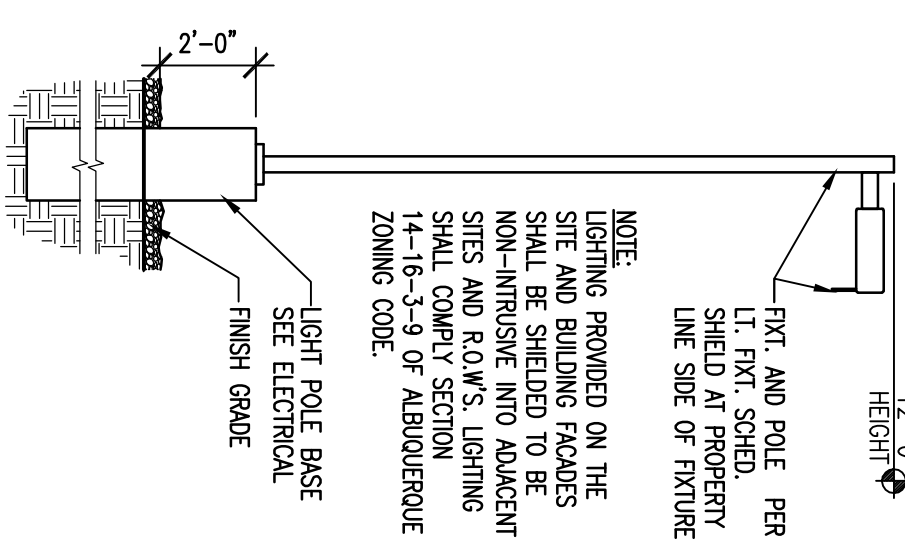 HEIGHT
FIXT. AND POLE PER
LT. FIXT. SCHED.
SHIELD AT PROPERTY
LINE SIDE OF FIXTURE
NOTE:
LIGHTING PROVIDED ON THE
SITE AND BUILDING FACADES
SHALL BE SHIELDED TO BE
NON-INTRUSIVE INTO ADJACENT
SITES AND R.O.W'S. LIGHTING
SHALL COMPLY SECTION
14-16-3-9 OF ALBUQUERQUE
ZONING CODE.
2'-0"
LIGHT POLE BASE
SEE ELECTRICAL
FINISH GRADE